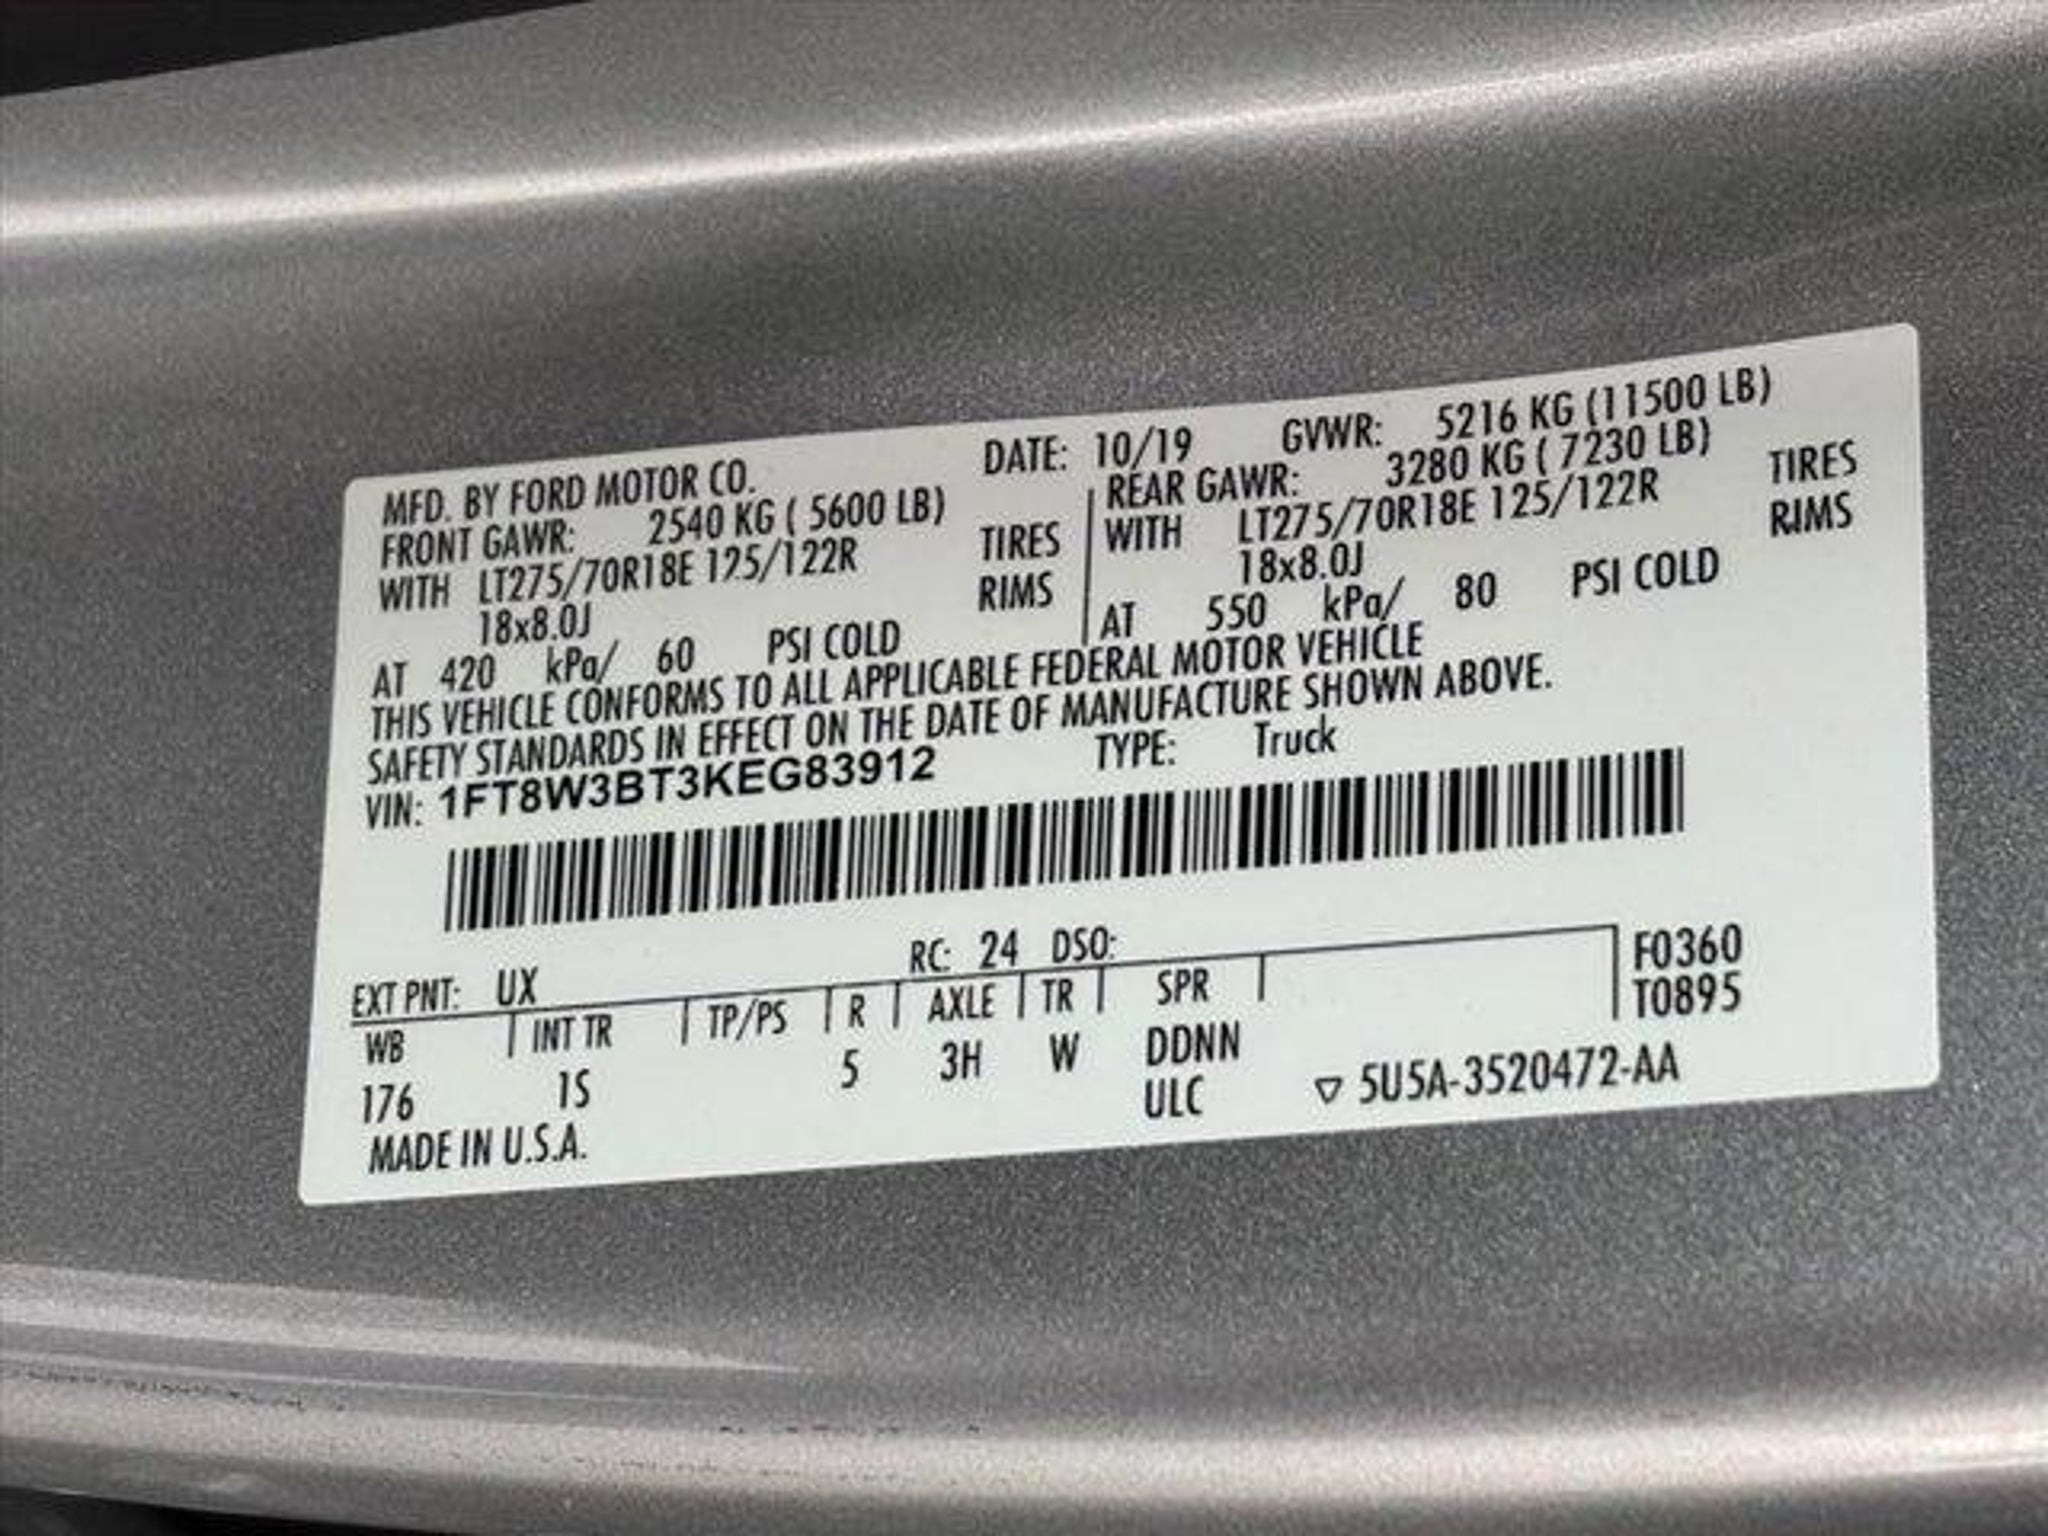 MFD. BY FORD MOTOR CO. DATE: 10/19 GVWR: 5216 KG (11500 LB)
FRONT GAWR: 2540 KG ( 5600 LB) REAR GAWR: 3280 KG ( 7230 LB)
WITH LT275/70R18E 125/122R TIRES WITH LT275/70R18E 125/122R TIRES
18x8.0J RIMS 18x8.0J RIMS
AT 420 kPa/ 60 PSI COLD AT 550 kPa/ 80 PSI COLD
THIS VEHICLE CONFORMS TO ALL APPLICABLE FEDERAL MOTOR VEHICLE
SAFETY STANDARDS IN EFFECT ON THE DATE OF MANUFACTURE SHOWN ABOVE.
VIN: 1FT8W3BT3KEG83912 TYPE: Truck
EXT PNT: UX RC: 24 DSO: F0360
WB INT TR TP/PS R AXLE TR SPR T0895
176 1S 5 3H W DDNN
ULC ▽ 5U5A-3520472-AA
MADE IN U.S.A.